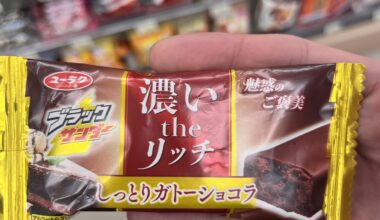 ユーラク
ブラック
サンダー
濃い
the
リッチ
魅惑の
ご褒美
しっとりガトーショコラ